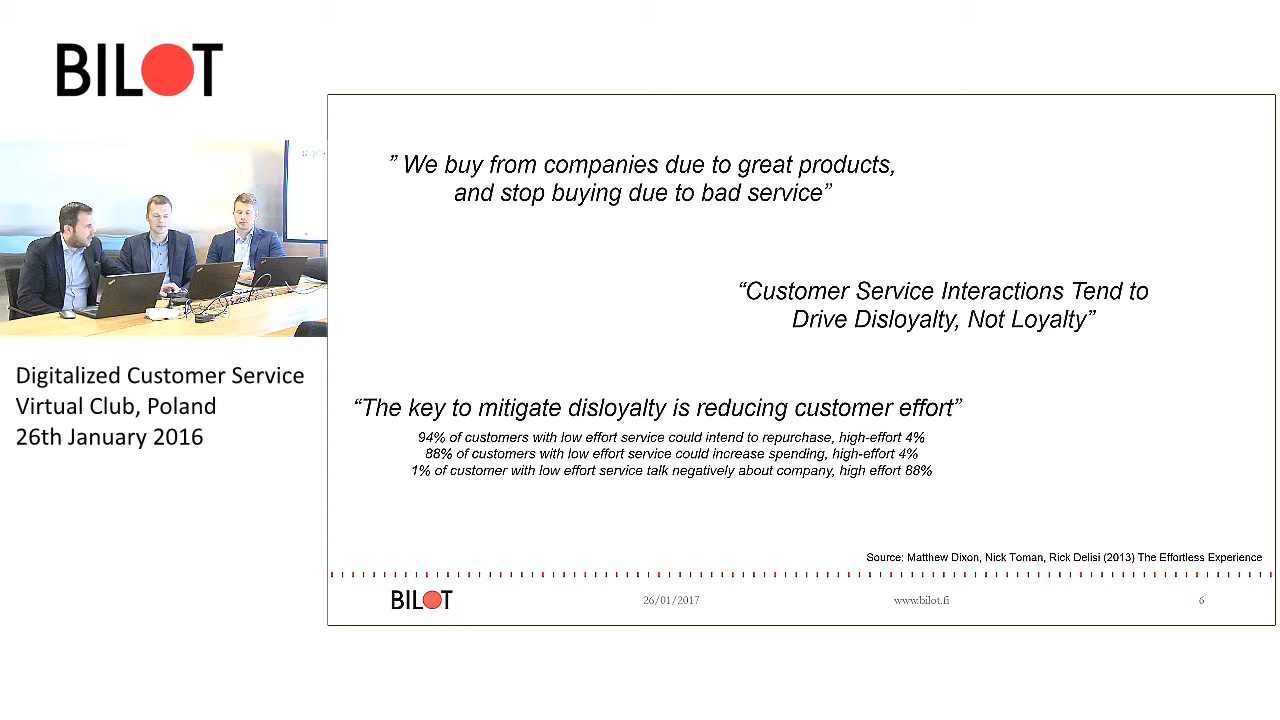 BILOT
Digitalized Customer Service
Virtual Club, Poland
26th January 2016
” We buy from companies due to great products,
and stop buying due to bad service”
“Customer Service Interactions Tend to
Drive Disloyalty, Not Loyalty”
“The key to mitigate disloyalty is reducing customer effort”
94% of customers with low effort service could intend to repurchase, high-effort 4%
88% of customers with low effort service could increase spending, high-effort 4%
1% of customer with low effort service talk negatively about company, high effort 88%
Source: Matthew Dixon, Nick Toman, Rick Delisi (2013) The Effortless Experience
BILOT 26/01/2017 www.bilot.fi 6